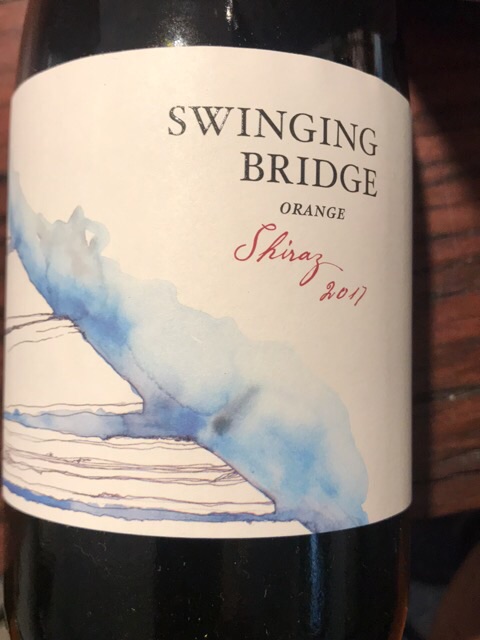 SWINGING
BRIDGE
ORANGE
Shiraz
2017